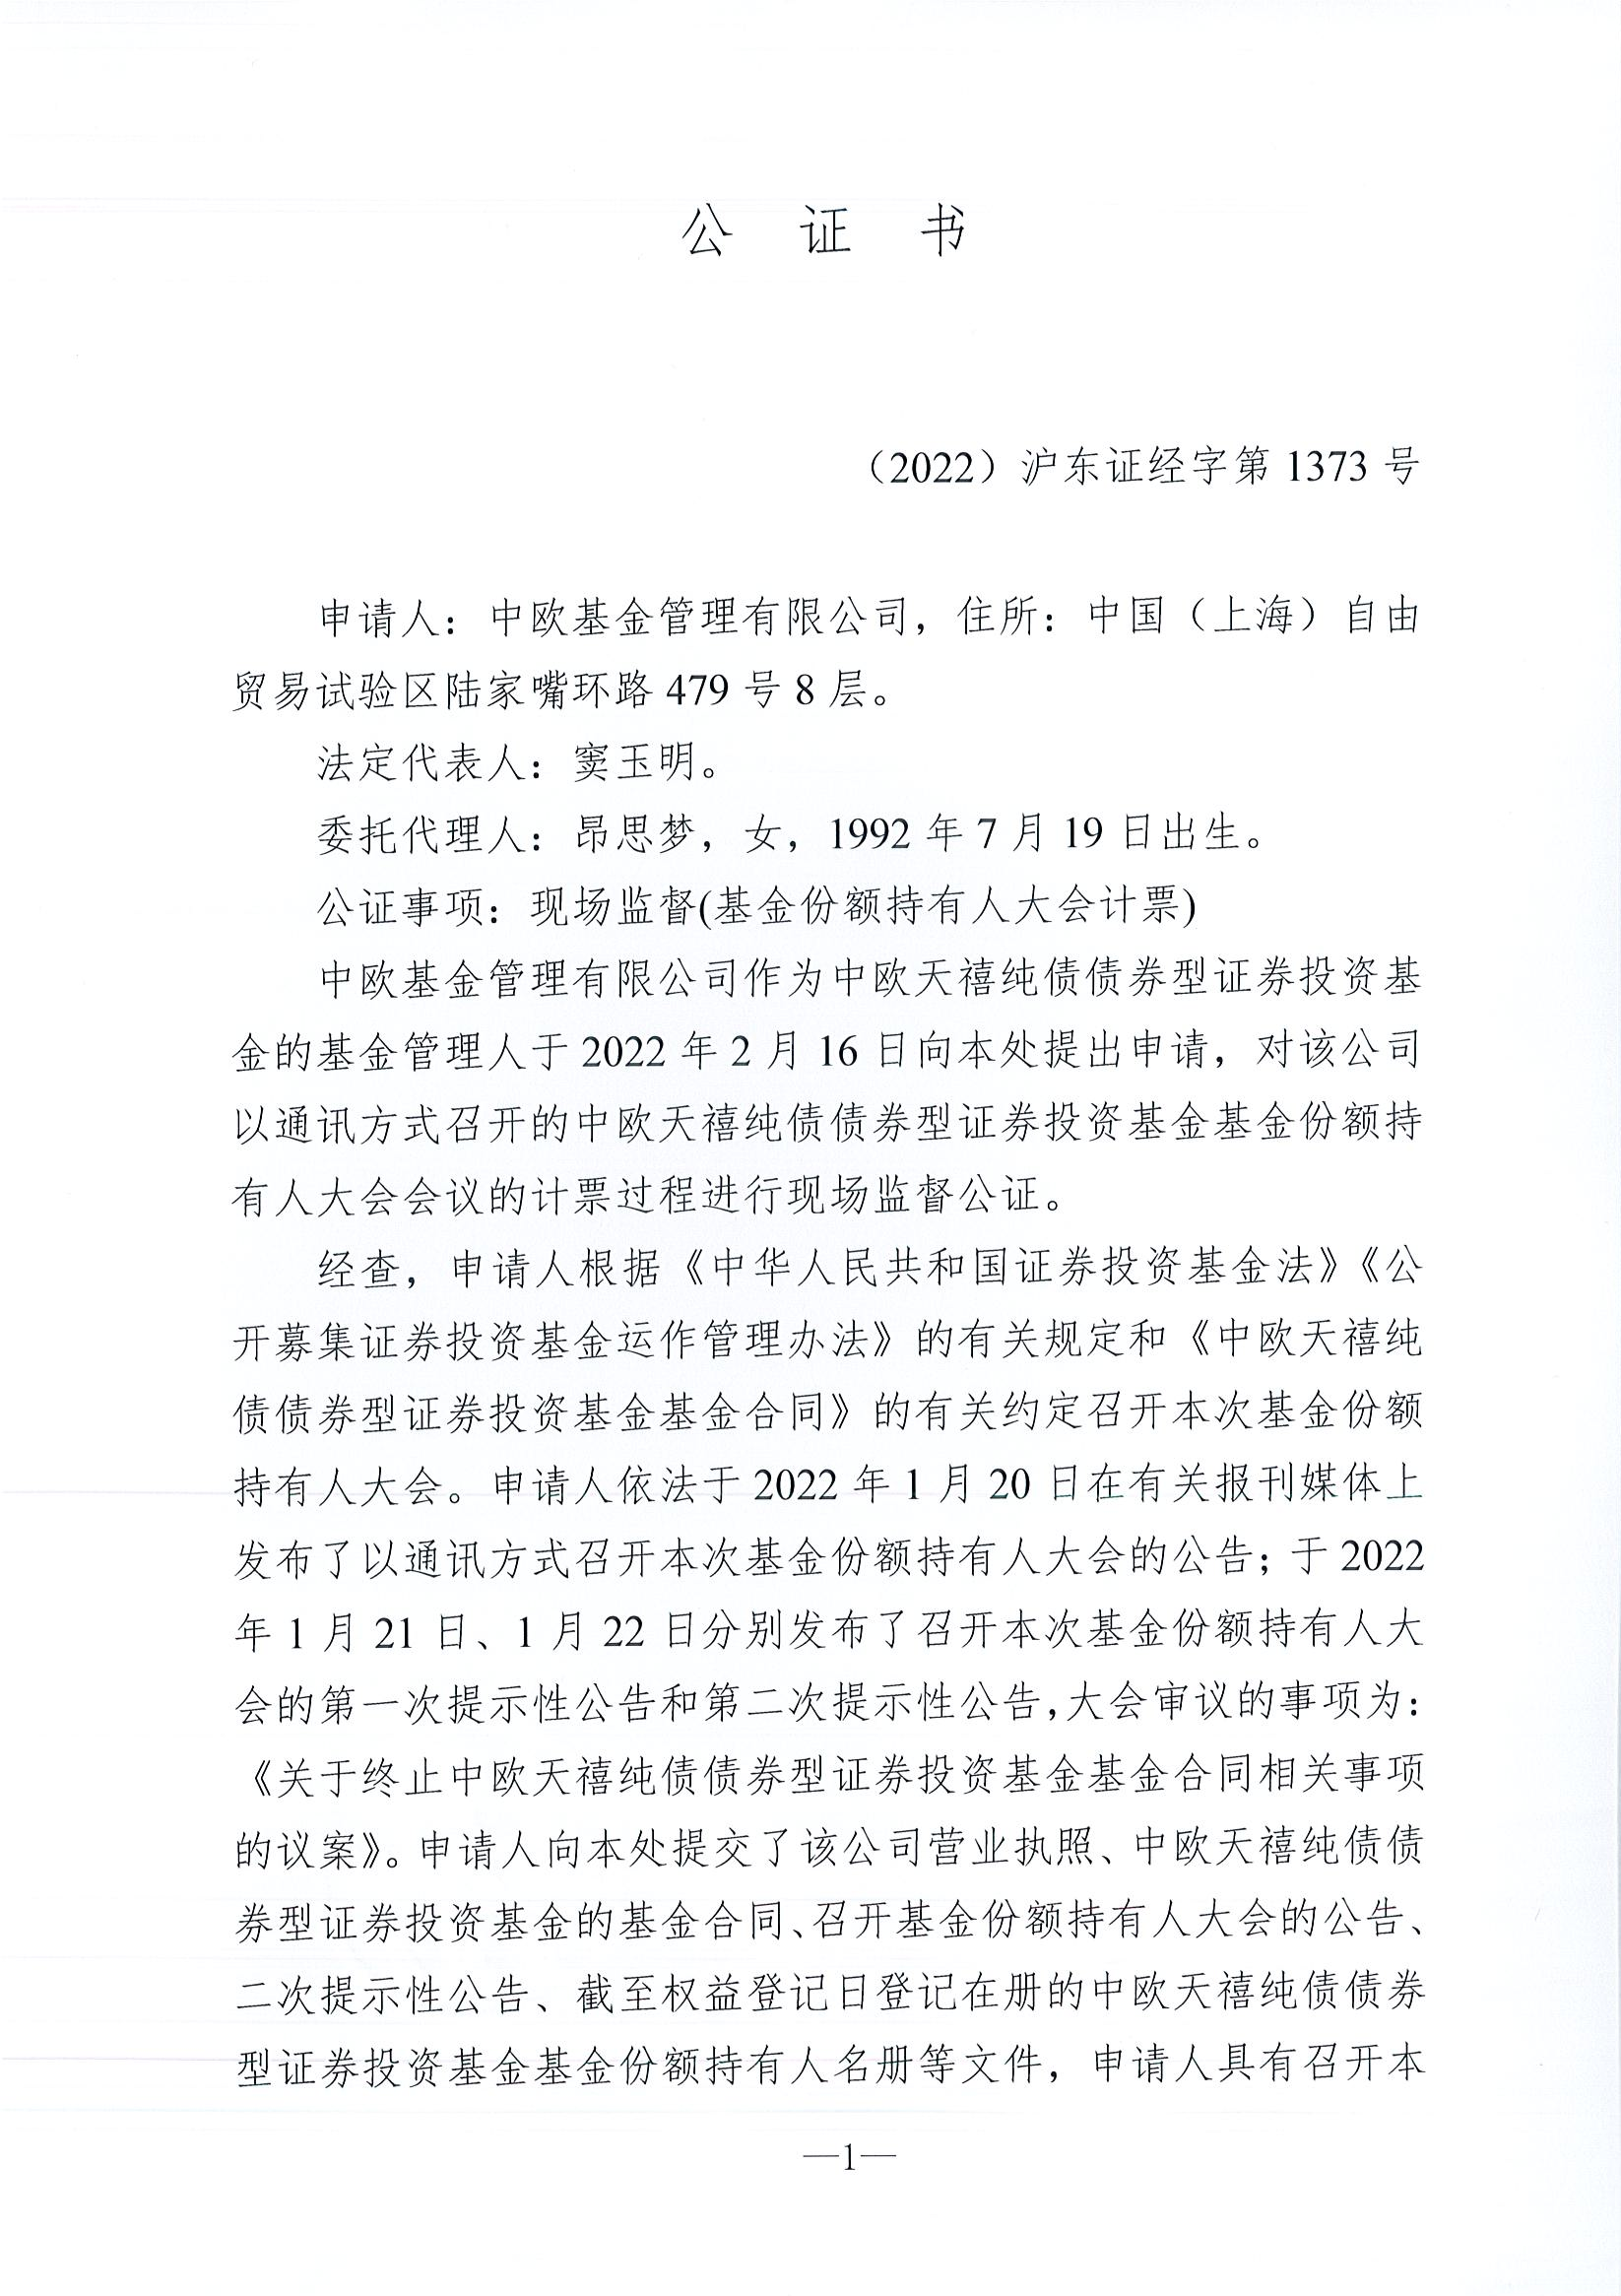 公 证 书
（2022）沪东证经字第 1373 号
申请人：中欧基金管理有限公司，住所：中国（上海）自由
贸易试验区陆家嘴环路 479 号 8 层。
法定代表人：窦玉明。
委托代理人：昂思梦，女，1992 年 7 月 19 日出生。
公证事项：现场监督(基金份额持有人大会计票)
中欧基金管理有限公司作为中欧天禧纯债债券型证券投资基
金的基金管理人于 2022 年 2 月 16 日向本处提出申请，对该公司
以通讯方式召开的中欧天禧纯债债券型证券投资基金基金份额持
有人大会会议的计票过程进行现场监督公证。
经查，申请人根据《中华人民共和国证券投资基金法》《公
开募集证券投资基金运作管理办法》的有关规定和《中欧天禧纯
债债券型证券投资基金基金合同》的有关约定召开本次基金份额
持有人大会。申请人依法于 2022 年 1 月 20 日在有关报刊媒体上
发布了以通讯方式召开本次基金份额持有人大会的公告；于 2022
年 1 月 21 日、1 月 22 日分别发布了召开本次基金份额持有人大
会的第一次提示性公告和第二次提示性公告，大会审议的事项为：
《关于终止中欧天禧纯债债券型证券投资基金基金合同相关事项
的议案》。申请人向本处提交了该公司营业执照、中欧天禧纯债债
券型证券投资基金的基金合同、召开基金份额持有人大会的公告、
二次提示性公告、截至权益登记日登记在册的中欧天禧纯债债券
型证券投资基金基金份额持有人名册等文件，申请人具有召开本
—1—